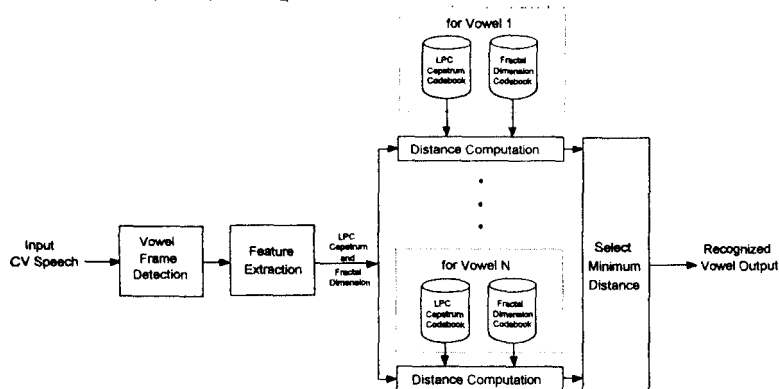 for Vowel 1
LPC
Cepstrum
Codebook
Fractal
Dimension
Codebook
Distance Computation
Input
CV Speech
Vowel
Frame
Detection
Feature
Extraction
LPC
Cepstrum
and
Fractal
Dimension
for Vowel N
LPC
Cepstrum
Codebook
Fractal
Dimension
Codebook
Distance Computation
Select
Minimum
Distance
Recognized
Vowel Output